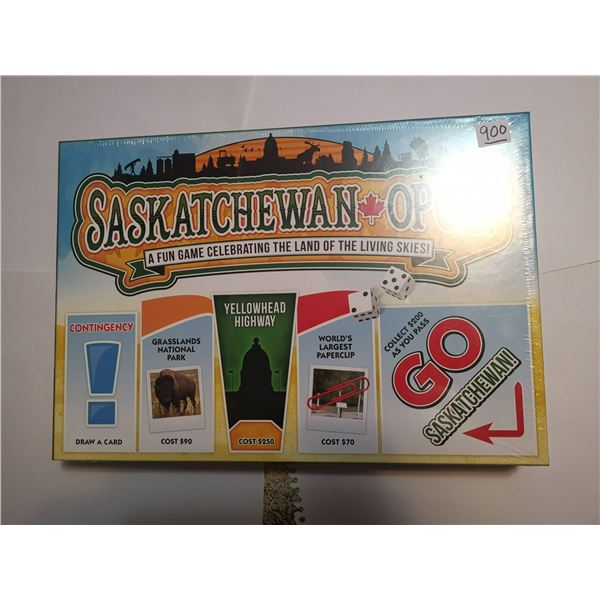 900
SASKATCHEWAN OP
A FUN GAME CELEBRATING THE LAND OF THE LIVING SKIES!
CONTINGENCY
DRAW A CARD
GRASSLANDS
NATIONAL
PARK
COST $90
YELLOWHEAD
HIGHWAY
COST $250
WORLD'S
LARGEST
PAPERCLIP
COST $70
COLLECT $200
AS YOU PASS
GO
SASKATCHEWAN!